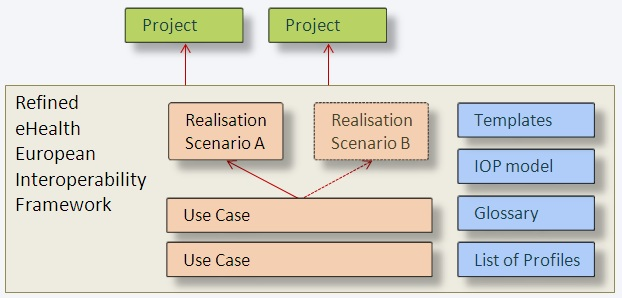 Project
Project
Refined
eHealth
European
Interoperability
Framework
Realisation
Scenario A
Realisation
Scenario B
Use Case
Use Case
Templates
IOP model
Glossary
List of Profiles